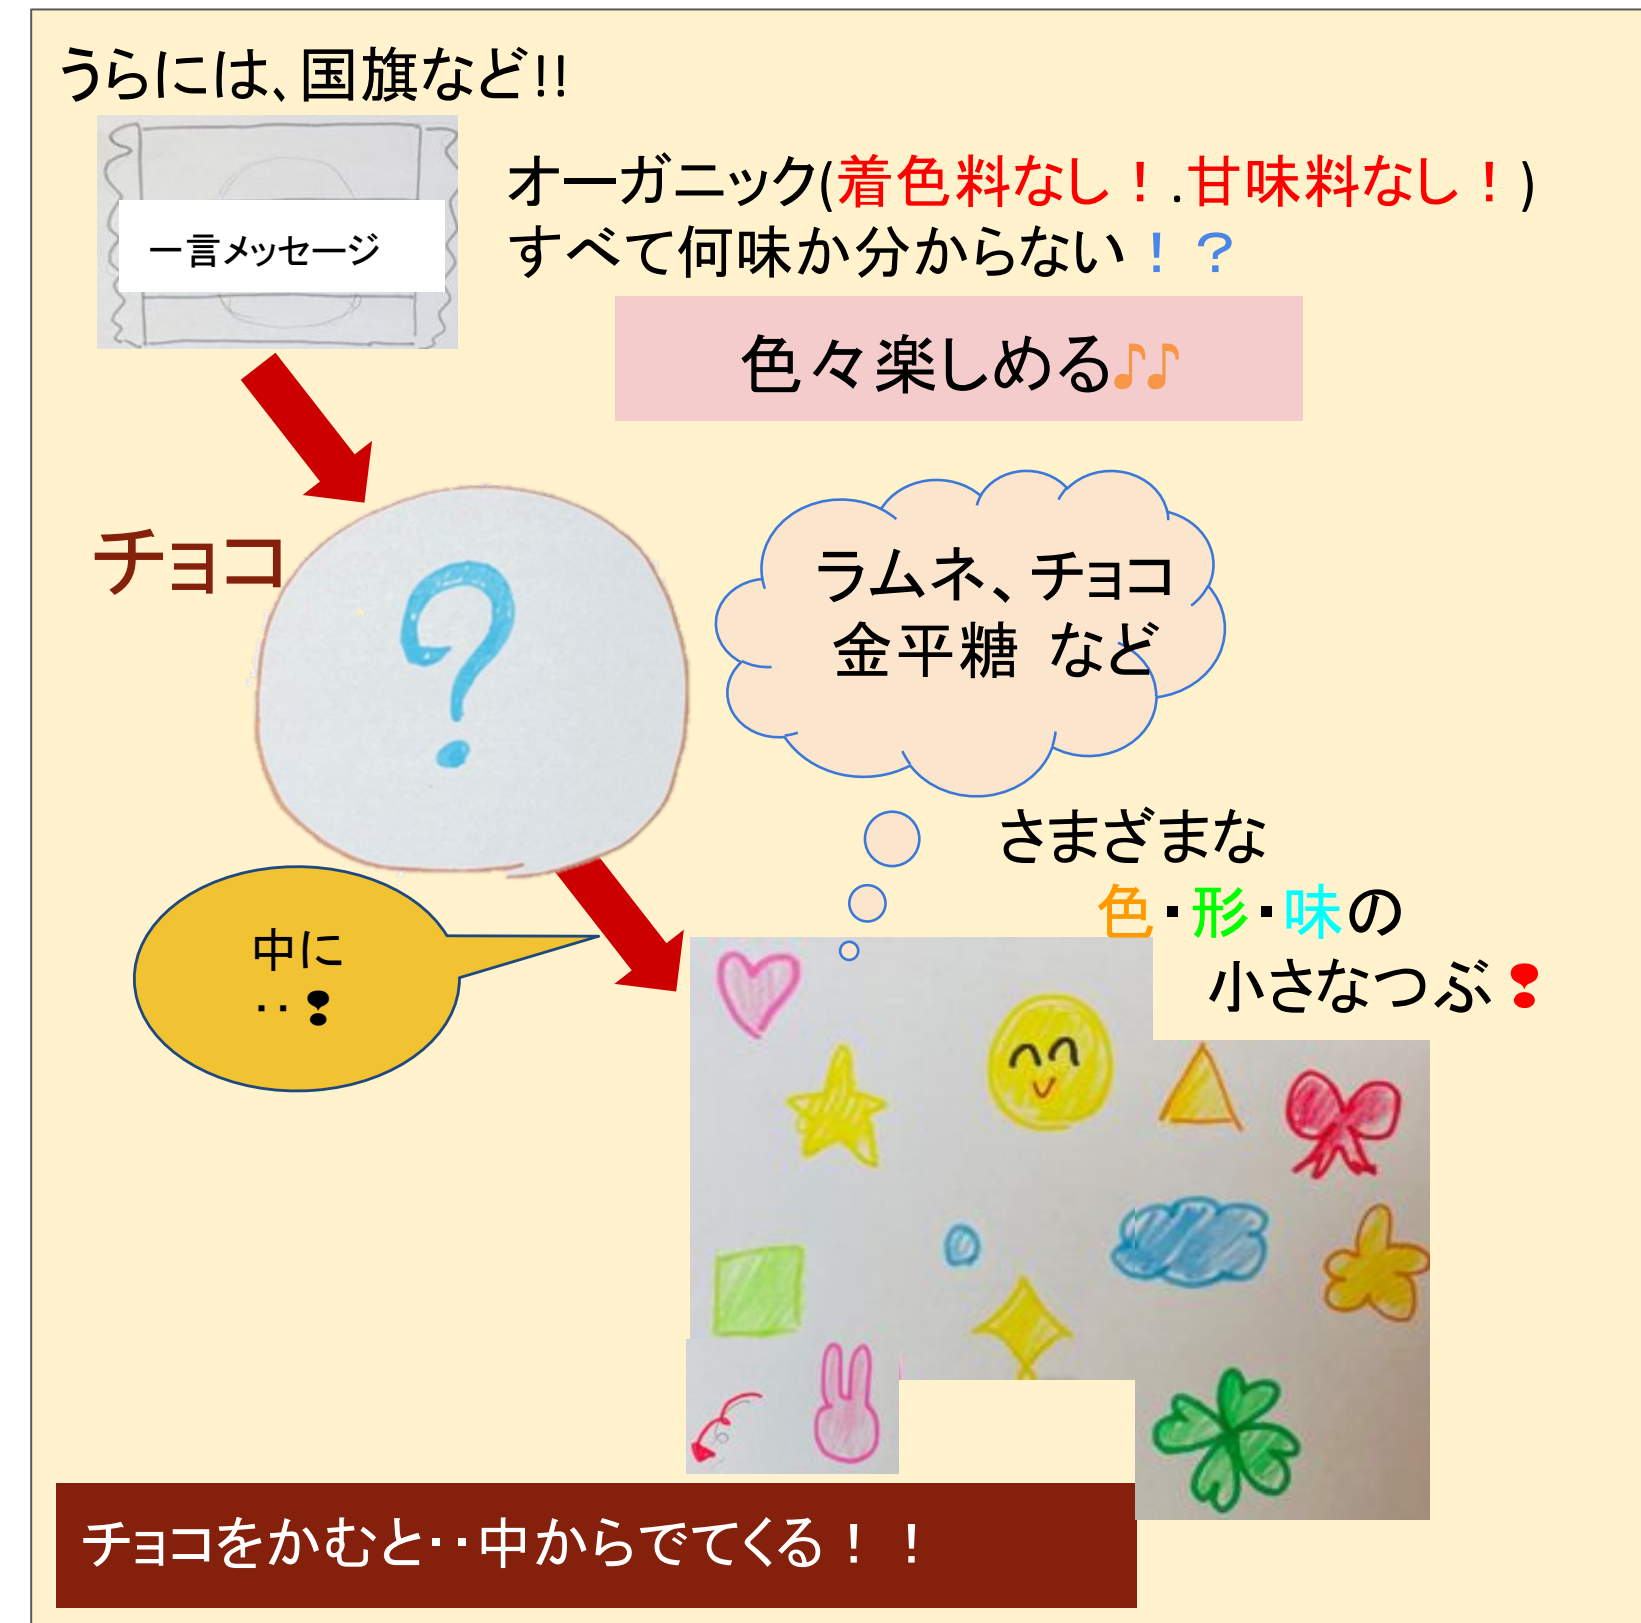 うらには、国旗など!!
一言メッセージ
オーガニック(着色料なし！.甘味料なし！)
すべて何味か分からない！？
色々楽しめる♪♪
チョコ
?
ラムネ、チョコ
金平糖 など
さまざまな
色・形・味の
小さなつぶ❢
中に
・・❢
チョコをかむと・・中からでてくる！！